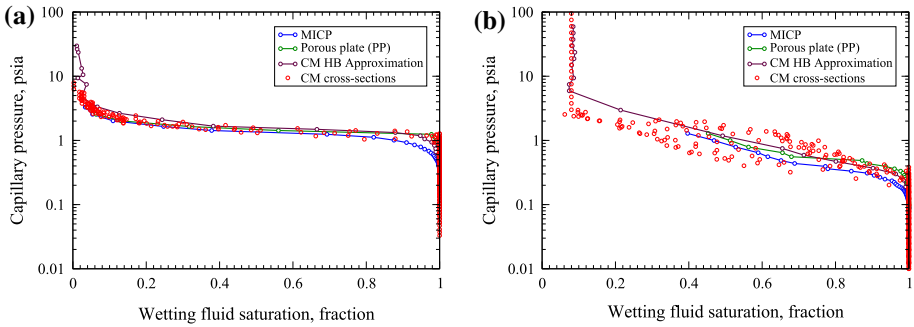 (a)
Capillary pressure, psia
100
10
1
0.1
0.01
MICP
Porous plate (PP)
CM HB Approximation
CM cross-sections
0 0.2 0.4 0.6 0.8 1
Wetting fluid saturation, fraction
(b)
Capillary pressure, psia
100
10
1
0.1
0.01
MICP
Porous plate (PP)
CM HB Approximation
CM cross-sections
0 0.2 0.4 0.6 0.8 1
Wetting fluid saturation, fraction